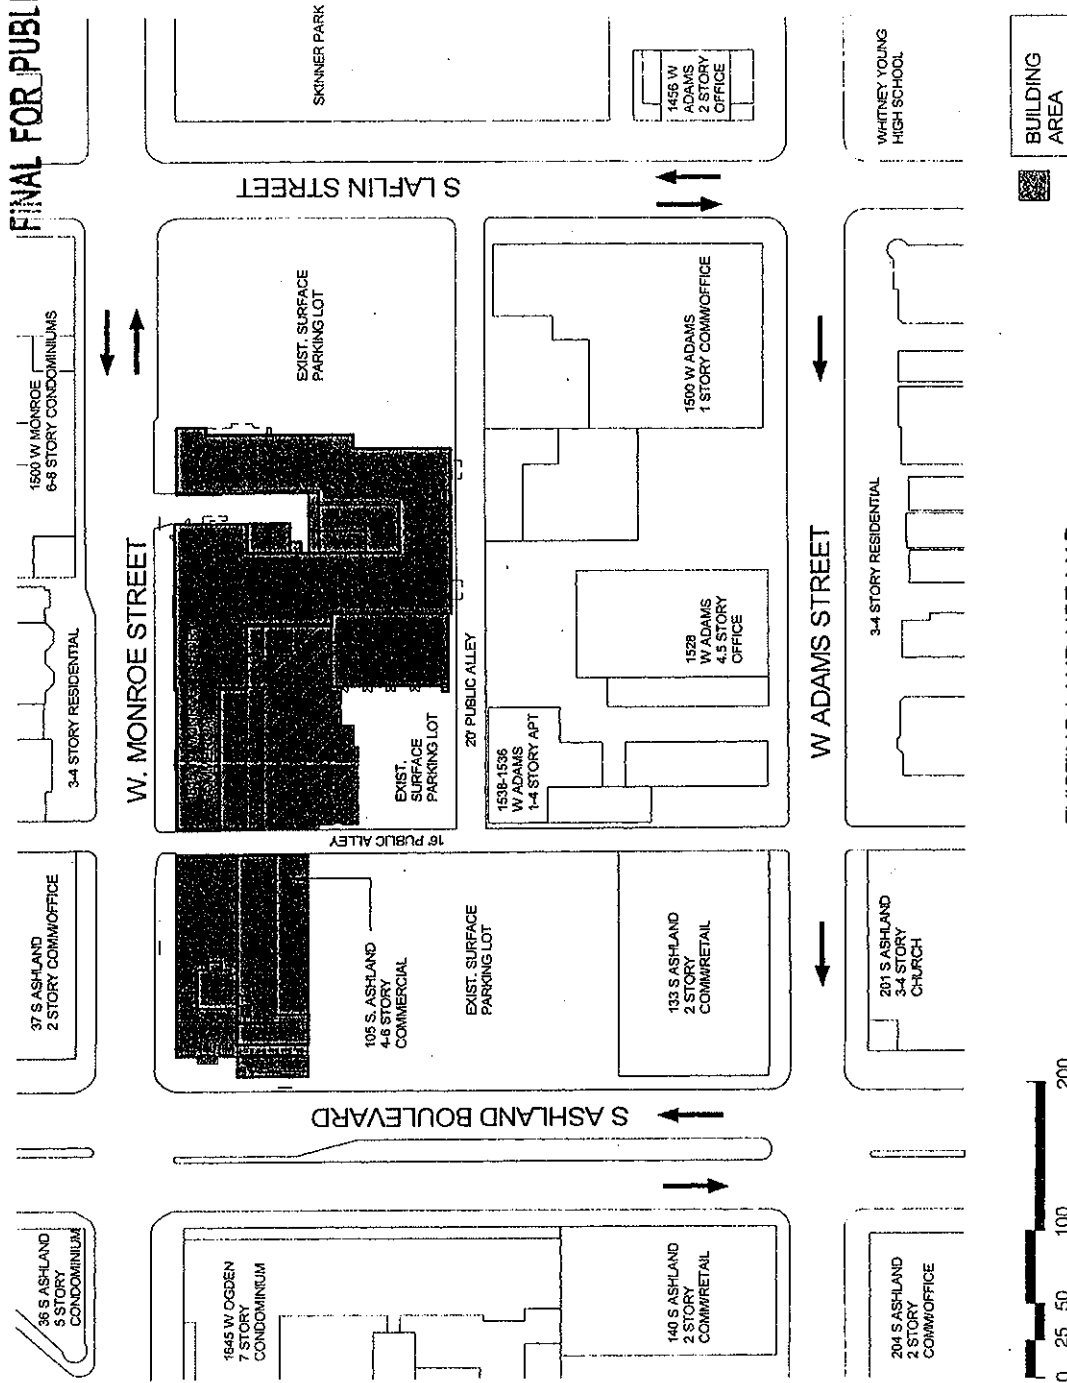 FINAL FOR PUBLI
36 S ASHLAND
5 STORY
CONDOMINIUM
37 S ASHLAND
2 STORY COMM/OFFICE
3-4 STORY RESIDENTIAL
1500 W MONROE
6-8 STORY CONDOMINIUMS
W. MONROE STREET
SKINNER PARK
1645 W OGDEN
7 STORY
CONDOMINIUM
S ASHLAND BOULEVARD
105 S. ASHLAND
4-6 STORY
COMMERCIAL
16' PUBLIC ALLEY
EXIST. SURFACE
PARKING LOT
EXIST.
SURFACE
PARKING LOT
EXIST. SURFACE
PARKING LOT
S LAFLIN STREET
20' PUBLIC ALLEY
140 S ASHLAND
2 STORY
COMM/RETAIL
133 S ASHLAND
2 STORY
COMM/RETAIL
1538-1536
W ADAMS
1-4 STORY APT
1528
W ADAMS
4.5 STORY
OFFICE
1500 W ADAMS
1 STORY COMM/OFFICE
1456 W
ADAMS
2 STORY
OFFICE
W ADAMS STREET
204 S ASHLAND
2 STORY
COMM/OFFICE
201 S ASHLAND
3-4 STORY
CHURCH
3-4 STORY RESIDENTIAL
WHITNEY YOUNG
HIGH SCHOOL
0 25 50 100 200
BUILDING
AREA